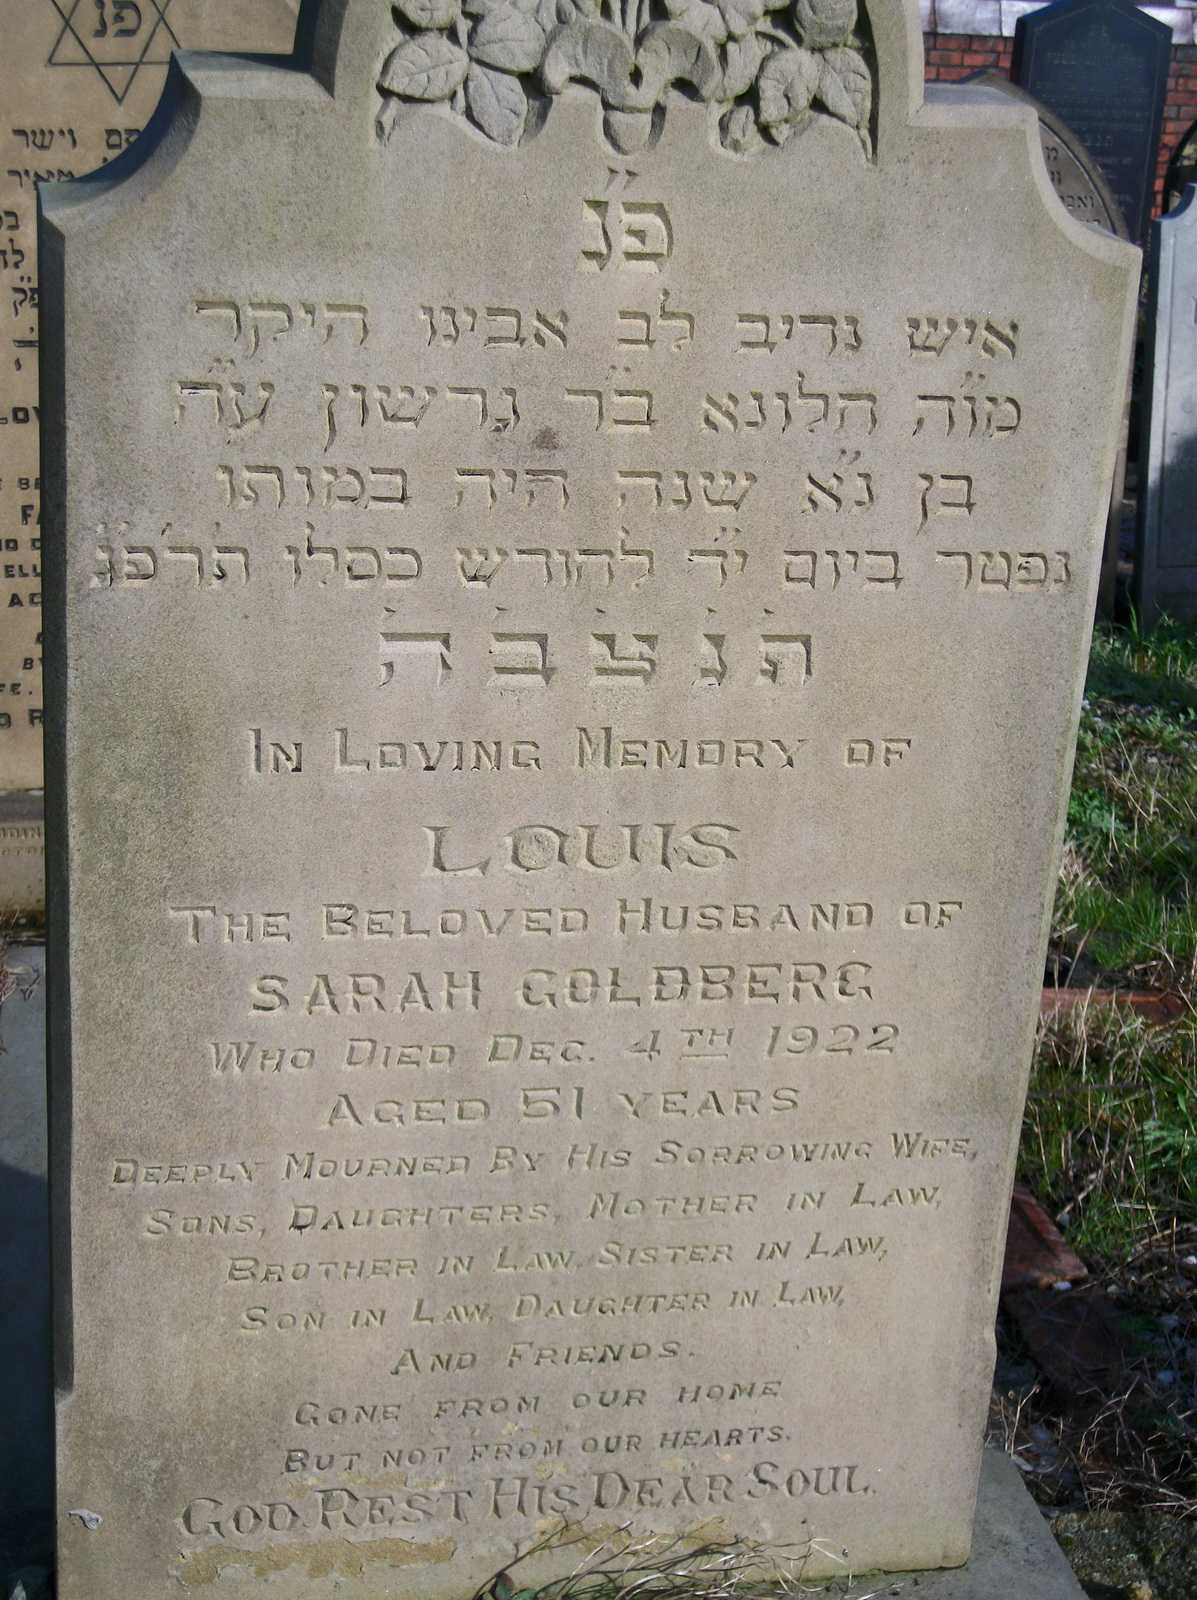 פ״נ
איש נדיב לב אבינו היקר
מו״ה הלונא ב״ר גרשון ע״ה
בן נ״א שנה היה במותו
נפטר ביום י״ד לחודש כסלו תרפ״ג
ת׳נ׳צ׳ב׳ה׳
IN LOVING MEMORY OF
LOUIS
THE BELOVED HUSBAND OF
SARAH GOLDBERG
WHO DIED DEC. 4TH 1922
AGED 51 YEARS
DEEPLY MOURNED BY HIS SORROWING WIFE,
SONS, DAUGHTERS, MOTHER IN LAW,
BROTHER IN LAW, SISTER IN LAW,
SON IN LAW, DAUGHTER IN LAW,
AND FRIENDS.
GONE FROM OUR HOME
BUT NOT FROM OUR HEARTS.
GOD REST HIS DEAR SOUL.
פנ
וישר